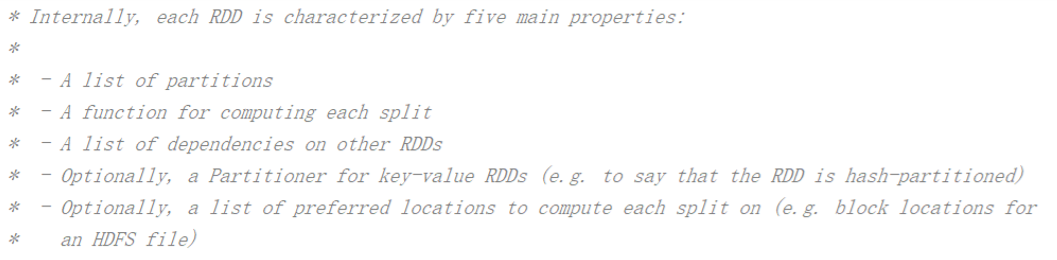 * Internally, each RDD is characterized by five main properties:
*
*  - A list of partitions
*  - A function for computing each split
*  - A list of dependencies on other RDDs
*  - Optionally, a Partitioner for key-value RDDs (e.g. to say that the RDD is hash-partitioned)
*  - Optionally, a list of preferred locations to compute each split on (e.g. block locations for
*    an HDFS file)